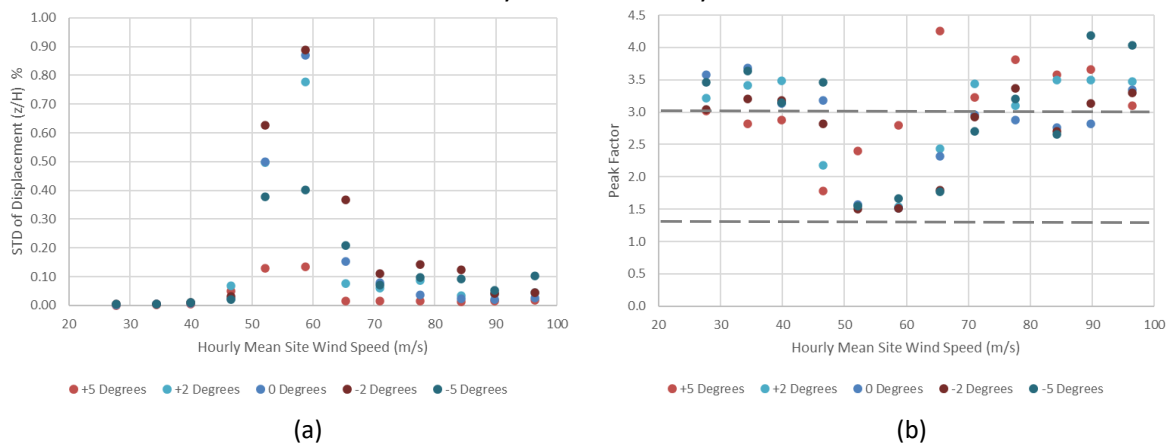 1.00
0.90
0.80
0.70
0.60
0.50
0.40
0.30
0.20
0.10
0.00
STD of Displacement (z/H) %
20 30 40 50 60 70 80 90 100
Hourly Mean Site Wind Speed (m/s)
+5 Degrees +2 Degrees 0 Degrees -2 Degrees -5 Degrees
(a)
4.5
4.0
3.5
3.0
2.5
2.0
1.5
1.0
0.5
0.0
Peak Factor
20 30 40 50 60 70 80 90 100
Hourly Mean Site Wind Speed (m/s)
+5 Degrees +2 Degrees 0 Degrees -2 Degrees -5 Degrees
(b)